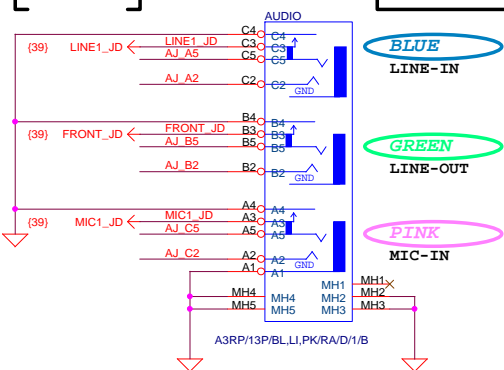 AUDIO
C4 C4
{39} LINE1_JD LINE1_JD C3 C3
AJ_A5 C5 C5
AJ_A2 C2 C2
GND
BLUE
LINE-IN
B4 B4
{39} FRONT_JD FRONT_JD B3 B3
AJ_B5 B5 B5
AJ_B2 B2 B2
GND
GREEN
LINE-OUT
A4 A4
{39} MIC1_JD MIC1_JD A3 A3
AJ_C5 A5 A5
AJ_C2 A2 A2
GND
A1 A1
PINK
MIC-IN
MH1 MH1
MH4 MH4 MH2 MH2
MH5 MH5 MH3 MH3
A3RP/13P/BL,LI,PK/RA/D/1/B